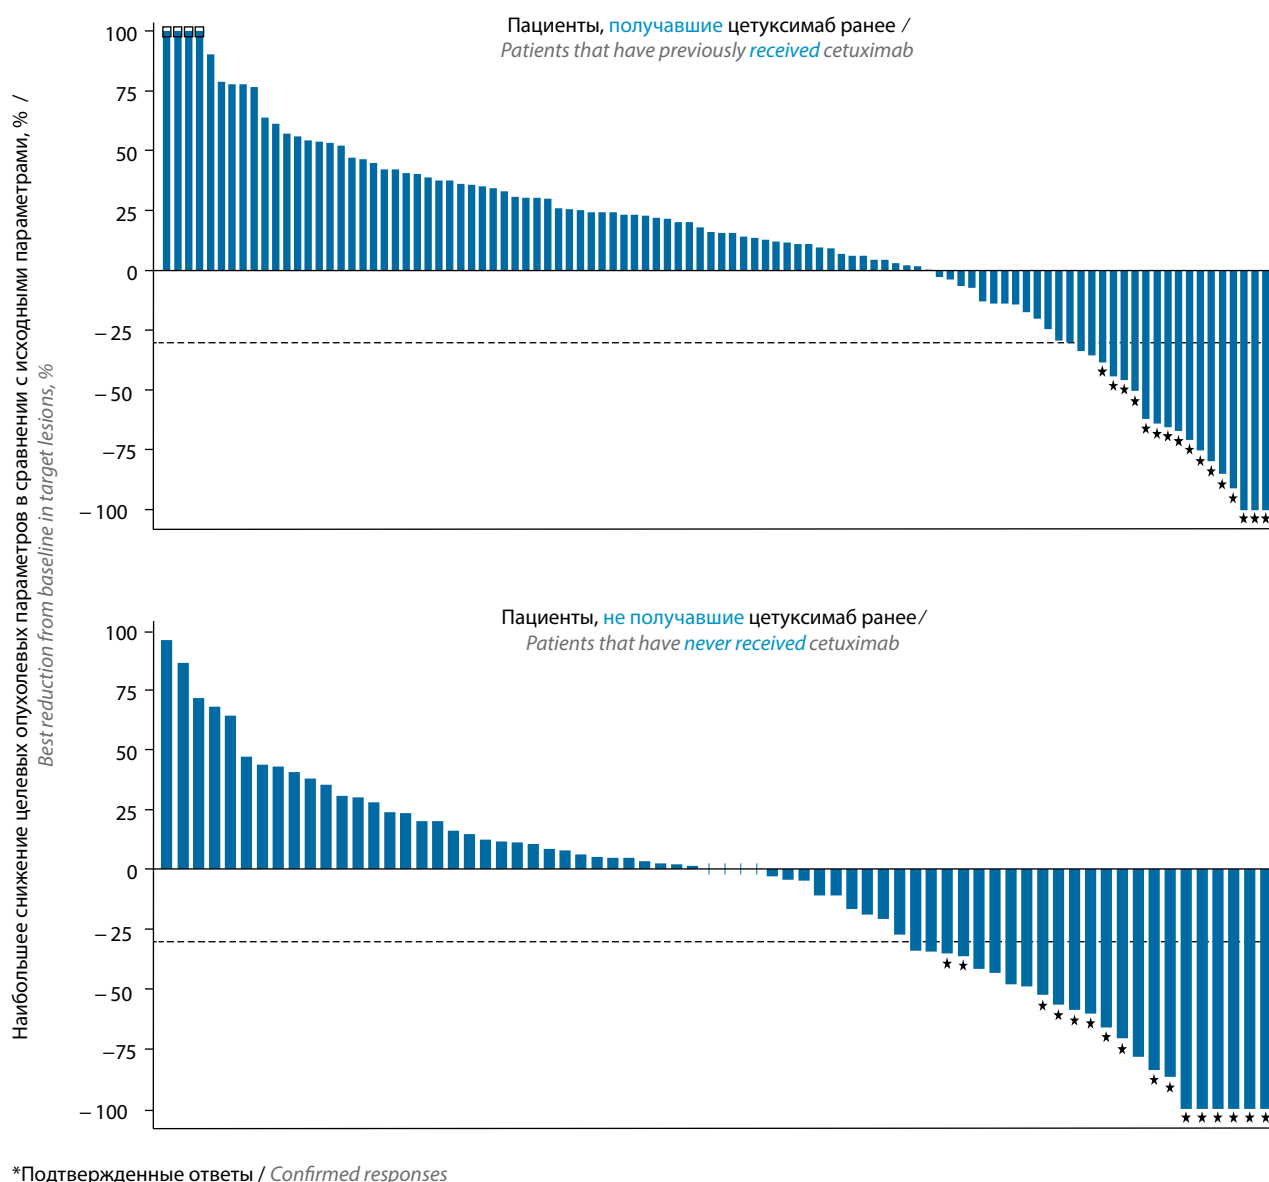 Пациенты, получавшие цетуксимаб ранее /
Patients that have previously received cetuximab
Наибольшее снижение целевых опухолевых параметров в сравнении с исходными параметрами, % /
Best reduction from baseline in target lesions, %
100
75
50
25
0
– 25
– 50
–75
– 100
Пациенты, не получавшие цетуксимаб ранее/
Patients that have never received cetuximab
100
75
50
25
0
– 25
– 50
–75
– 100
*Подтвержденные ответы / Confirmed responses